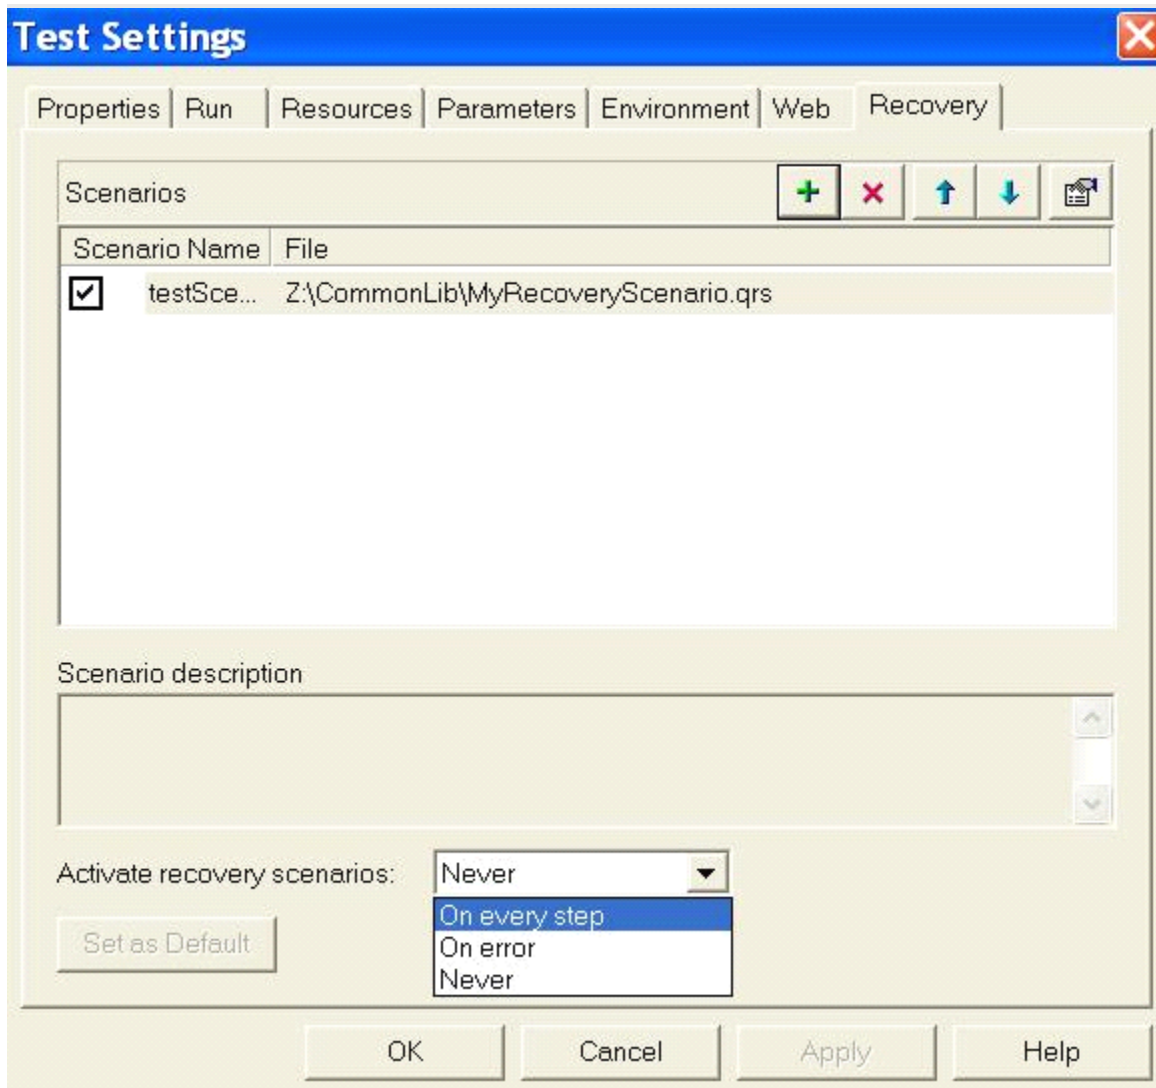 Test Settings
Properties Run Resources Parameters Environment Web Recovery
Scenarios
Scenario Name File
testSce... Z:\CommonLib\MyRecoveryScenario.qrs
Scenario description
Activate recovery scenarios: Never
On every step
Set as Default On error
Never
OK Cancel Apply Help